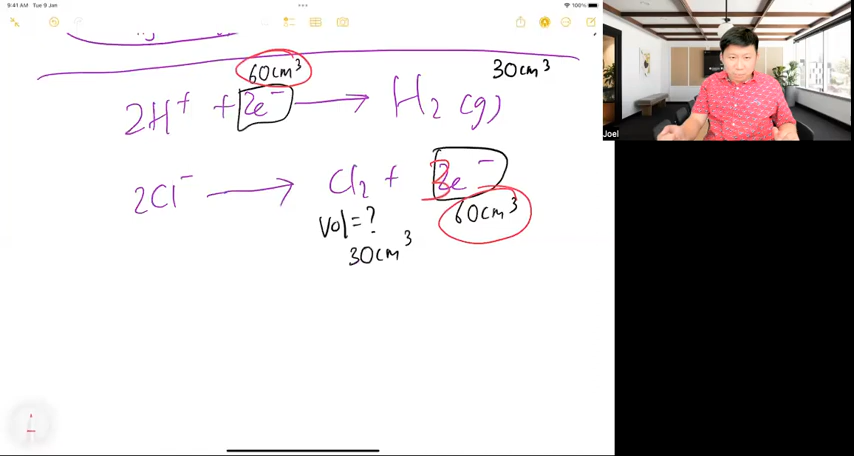 9:41 AM Tue 9 Jan
100%
60cm³ 30cm³
2H⁺ + 2e⁻ → H₂ (g)
2Cl⁻ → Cl₂ + 2e⁻
Vol = ? 60cm³
30cm³
Joel